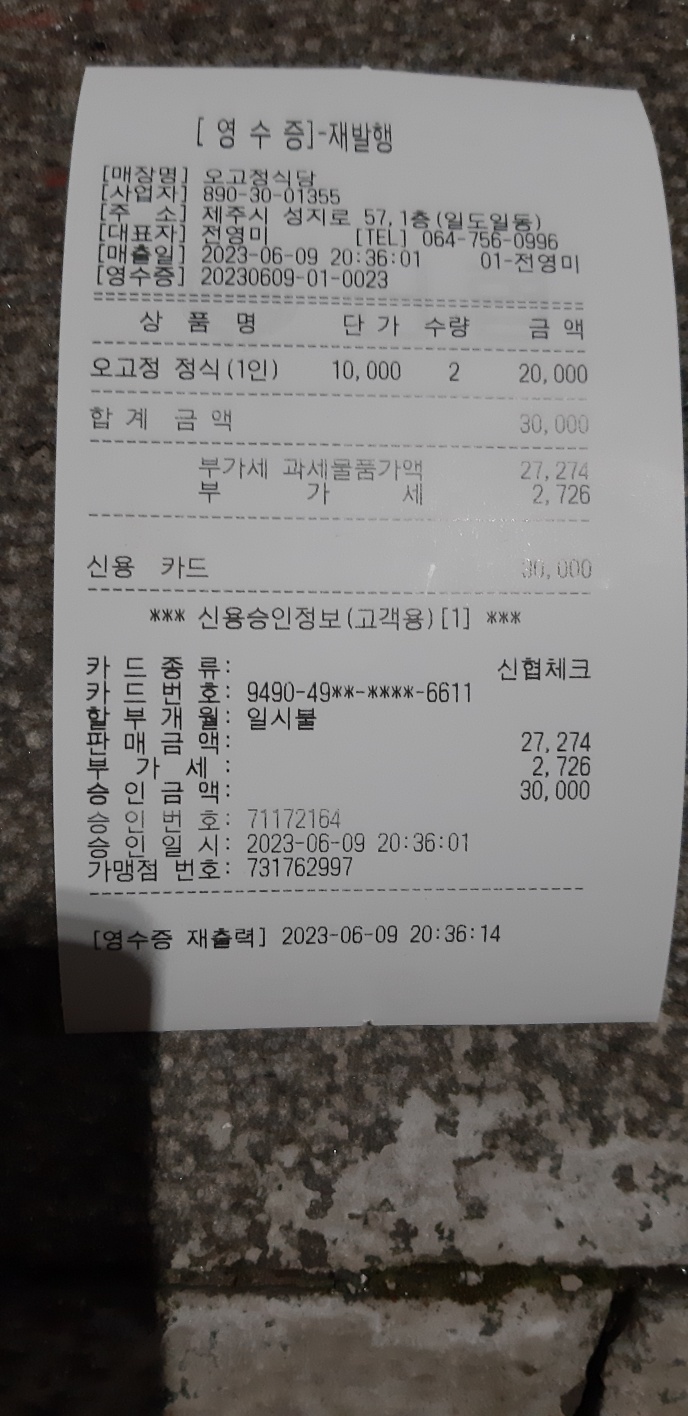 [ 영 수 증]-재발행
[매장명] 오고정식당
[사업자] 890-30-01355
[주 소] 제주시 성지로 57,1층(일도일동)
[대표자] 전영미 [TEL] 064-756-0996
[매출일] 2023-06-09 20:36:01 01-전영미
[영수증] 20230609-01-0023
상 품 명 단 가 수량 금 액
오고정 정식(1인) 10,000 2 20,000
합 계 금 액 30,000
부가세 과세물품가액 27,274
부 가 세 2,726
신용 카드 30,000
*** 신용승인정보(고객용)[1] ***
카 드 종 류: 신협체크
카 드 번 호: 9490-49**-****-6611
할 부 개 월: 일시불
판 매 금 액: 27,274
부 가 세 : 2,726
승 인 금 액: 30,000
승 인 번 호: 71172164
승 인 일 시: 2023-06-09 20:36:01
가맹점 번호: 731762997
[영수증 재출력] 2023-06-09 20:36:14